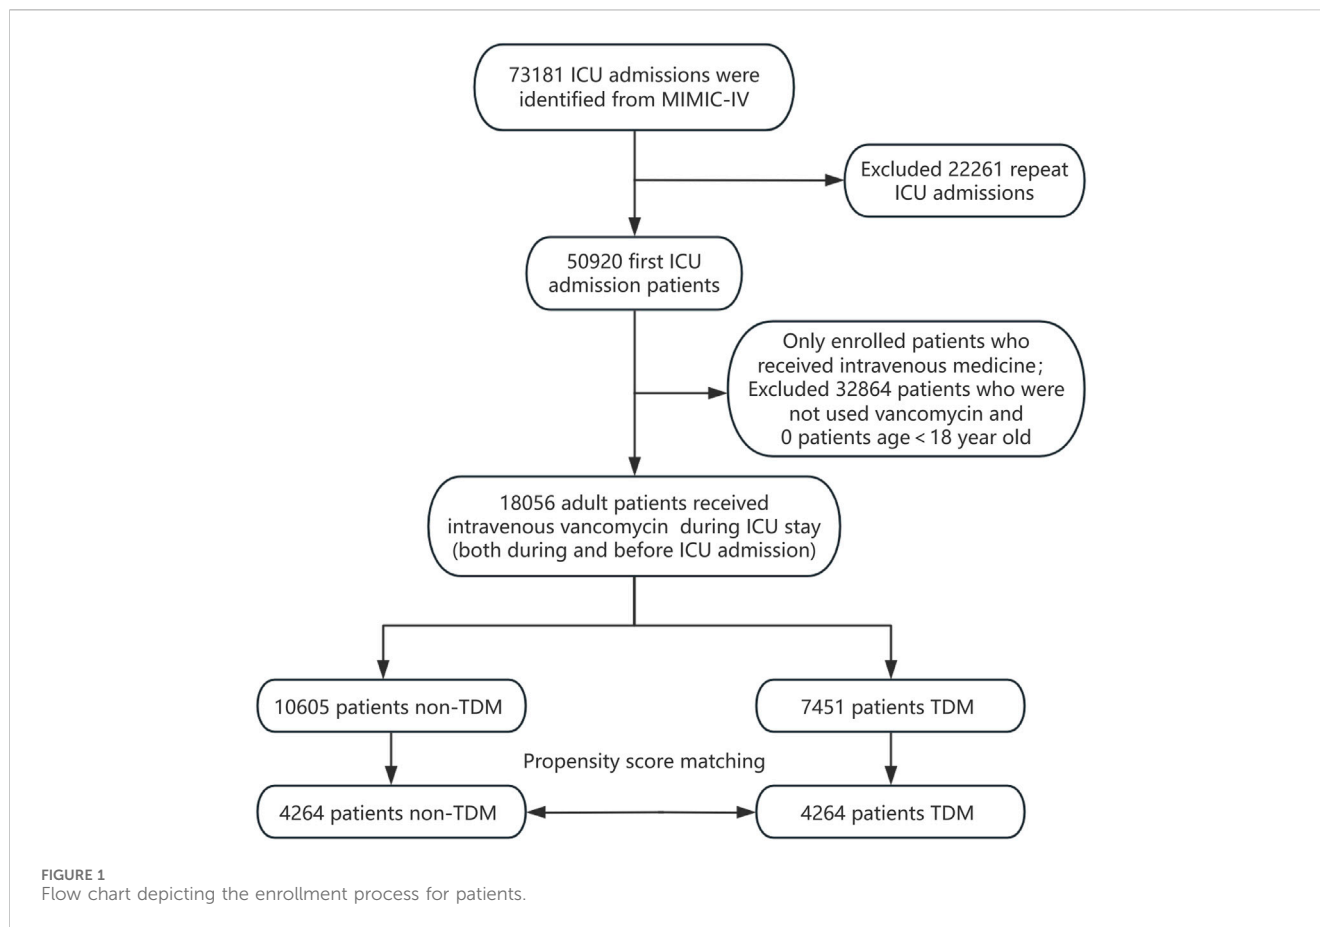 73181 ICU admissions were
identified from MIMIC-IV
Excluded 22261 repeat
ICU admissions
50920 first ICU
admission patients
Only enrolled patients who
received intravenous medicine;
Excluded 32864 patients who were
not used vancomycin and
0 patients age < 18 year old
18056 adult patients received
intravenous vancomycin during ICU stay
(both during and before ICU admission)
10605 patients non-TDM
7451 patients TDM
Propensity score matching
4264 patients non-TDM
4264 patients TDM
FIGURE 1
Flow chart depicting the enrollment process for patients.